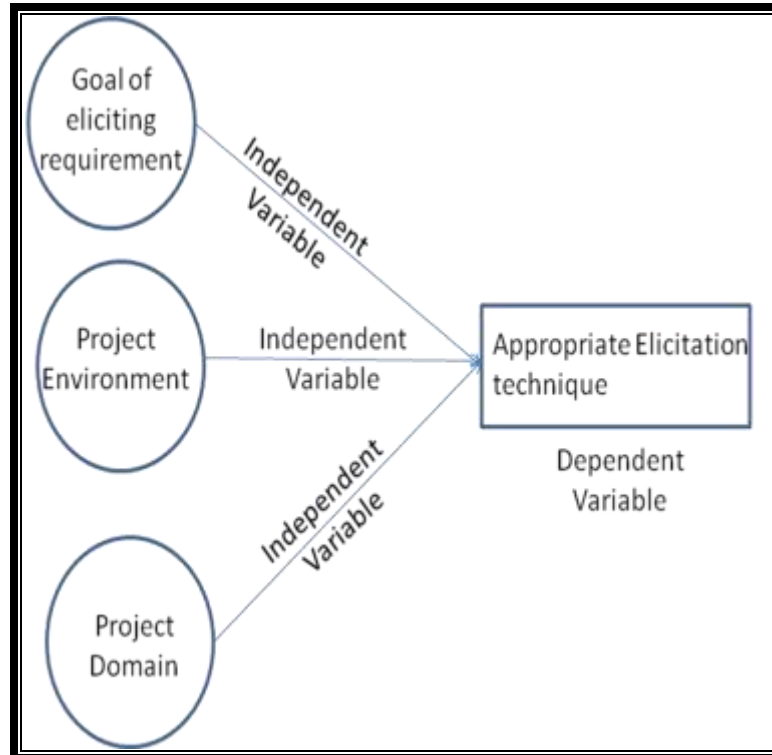 Goal of
eliciting
requirement
Independent
Variable
Project
Environment
Independent
Variable
Appropriate Elicitation
technique
Dependent
Variable
Independent
Variable
Project
Domain